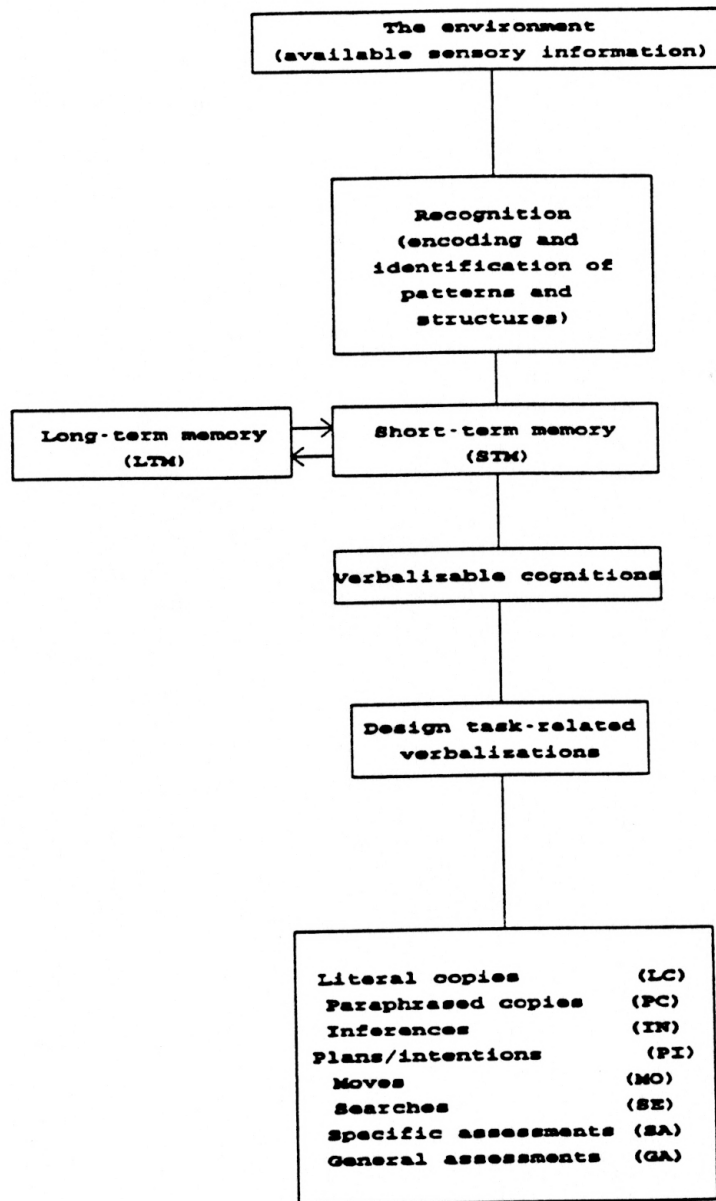 The environment
(available sensory information)
Recognition
(encoding and
identification of
patterns and
structures)
Long-term memory
(LTM)
Short-term memory
(STM)
Verbalizable cognitions
Design task-related
verbalizations
Literal copies (LC)
Paraphrased copies (PC)
Inferences (IN)
Plans/intentions (PI)
Moves (MO)
Searches (SE)
Specific assessments (SA)
General assessments (GA)